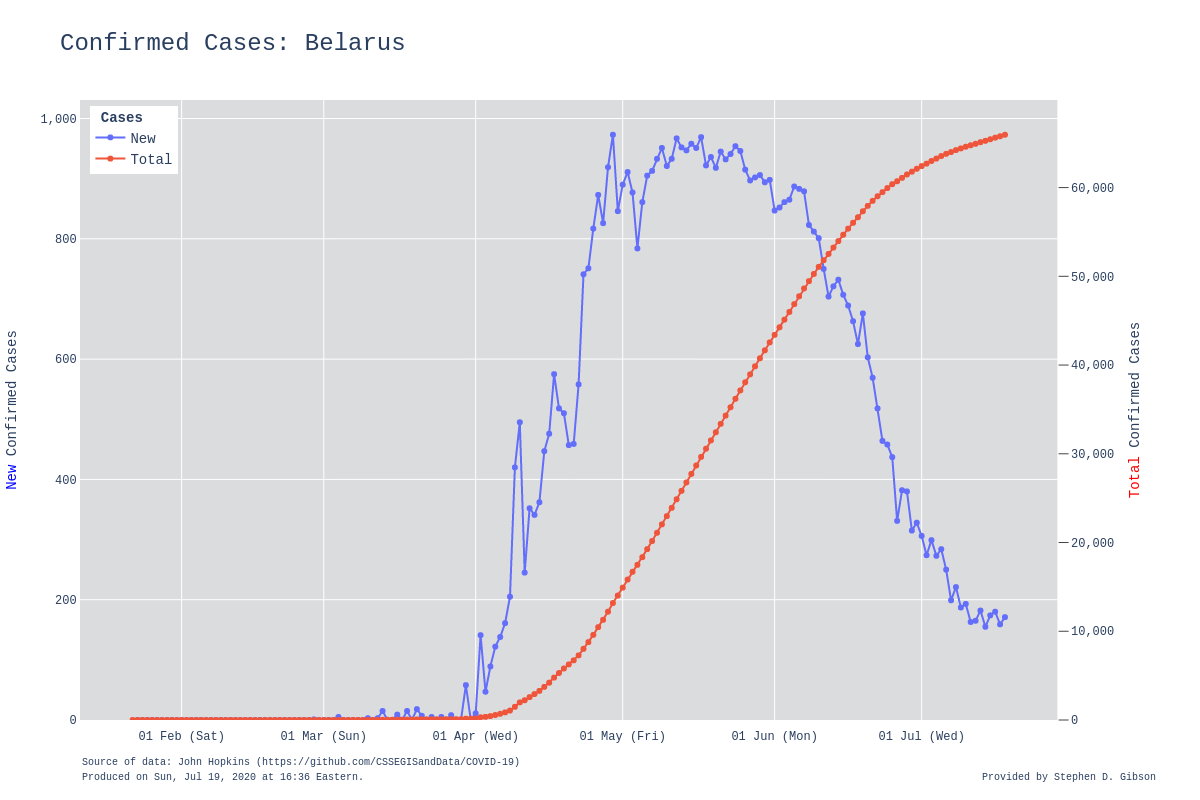 Confirmed Cases: Belarus
Cases
New
Total
1,000
800
600
400
200
0
New Confirmed Cases
60,000
50,000
40,000
30,000
20,000
10,000
0
Total Confirmed Cases
01 Feb (Sat) 01 Mar (Sun) 01 Apr (Wed) 01 May (Fri) 01 Jun (Mon) 01 Jul (Wed)
Source of data: John Hopkins (https://github.com/CSSEGISandData/COVID-19)
Produced on Sun, Jul 19, 2020 at 16:36 Eastern.
Provided by Stephen D. Gibson